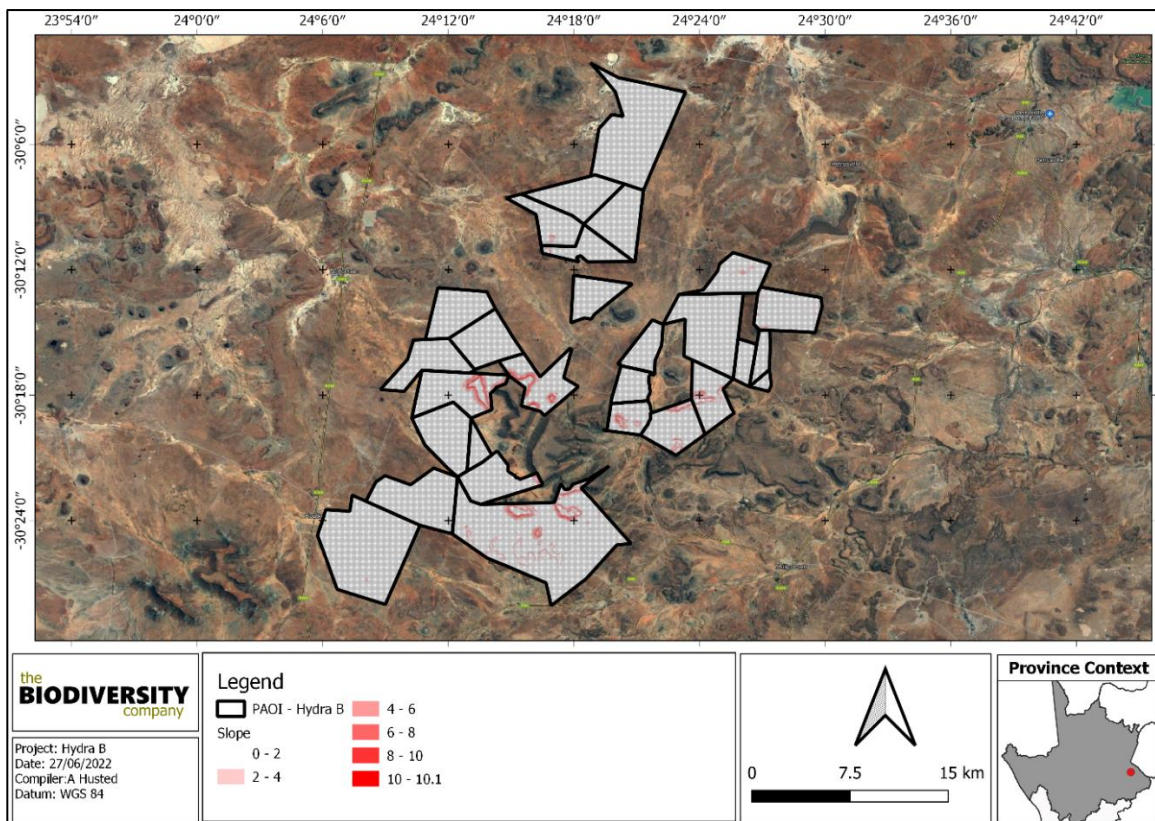 23°54′0″ 24°0′0″ 24°6′0″ 24°12′0″ 24°18′0″ 24°24′0″ 24°30′0″ 24°36′0″ 24°42′0″
-30°6′0″
-30°12′0″
-30°18′0″
-30°24′0″
the
BIODIVERSITY
company
Project: Hydra B
Date: 27/06/2022
Compiler:A Husted
Datum: WGS 84
Legend
PAOI - Hydra B
Slope
0 - 2
2 - 4
4 - 6
6 - 8
8 - 10
10 - 10.1
0 7.5 15 km
Province Context